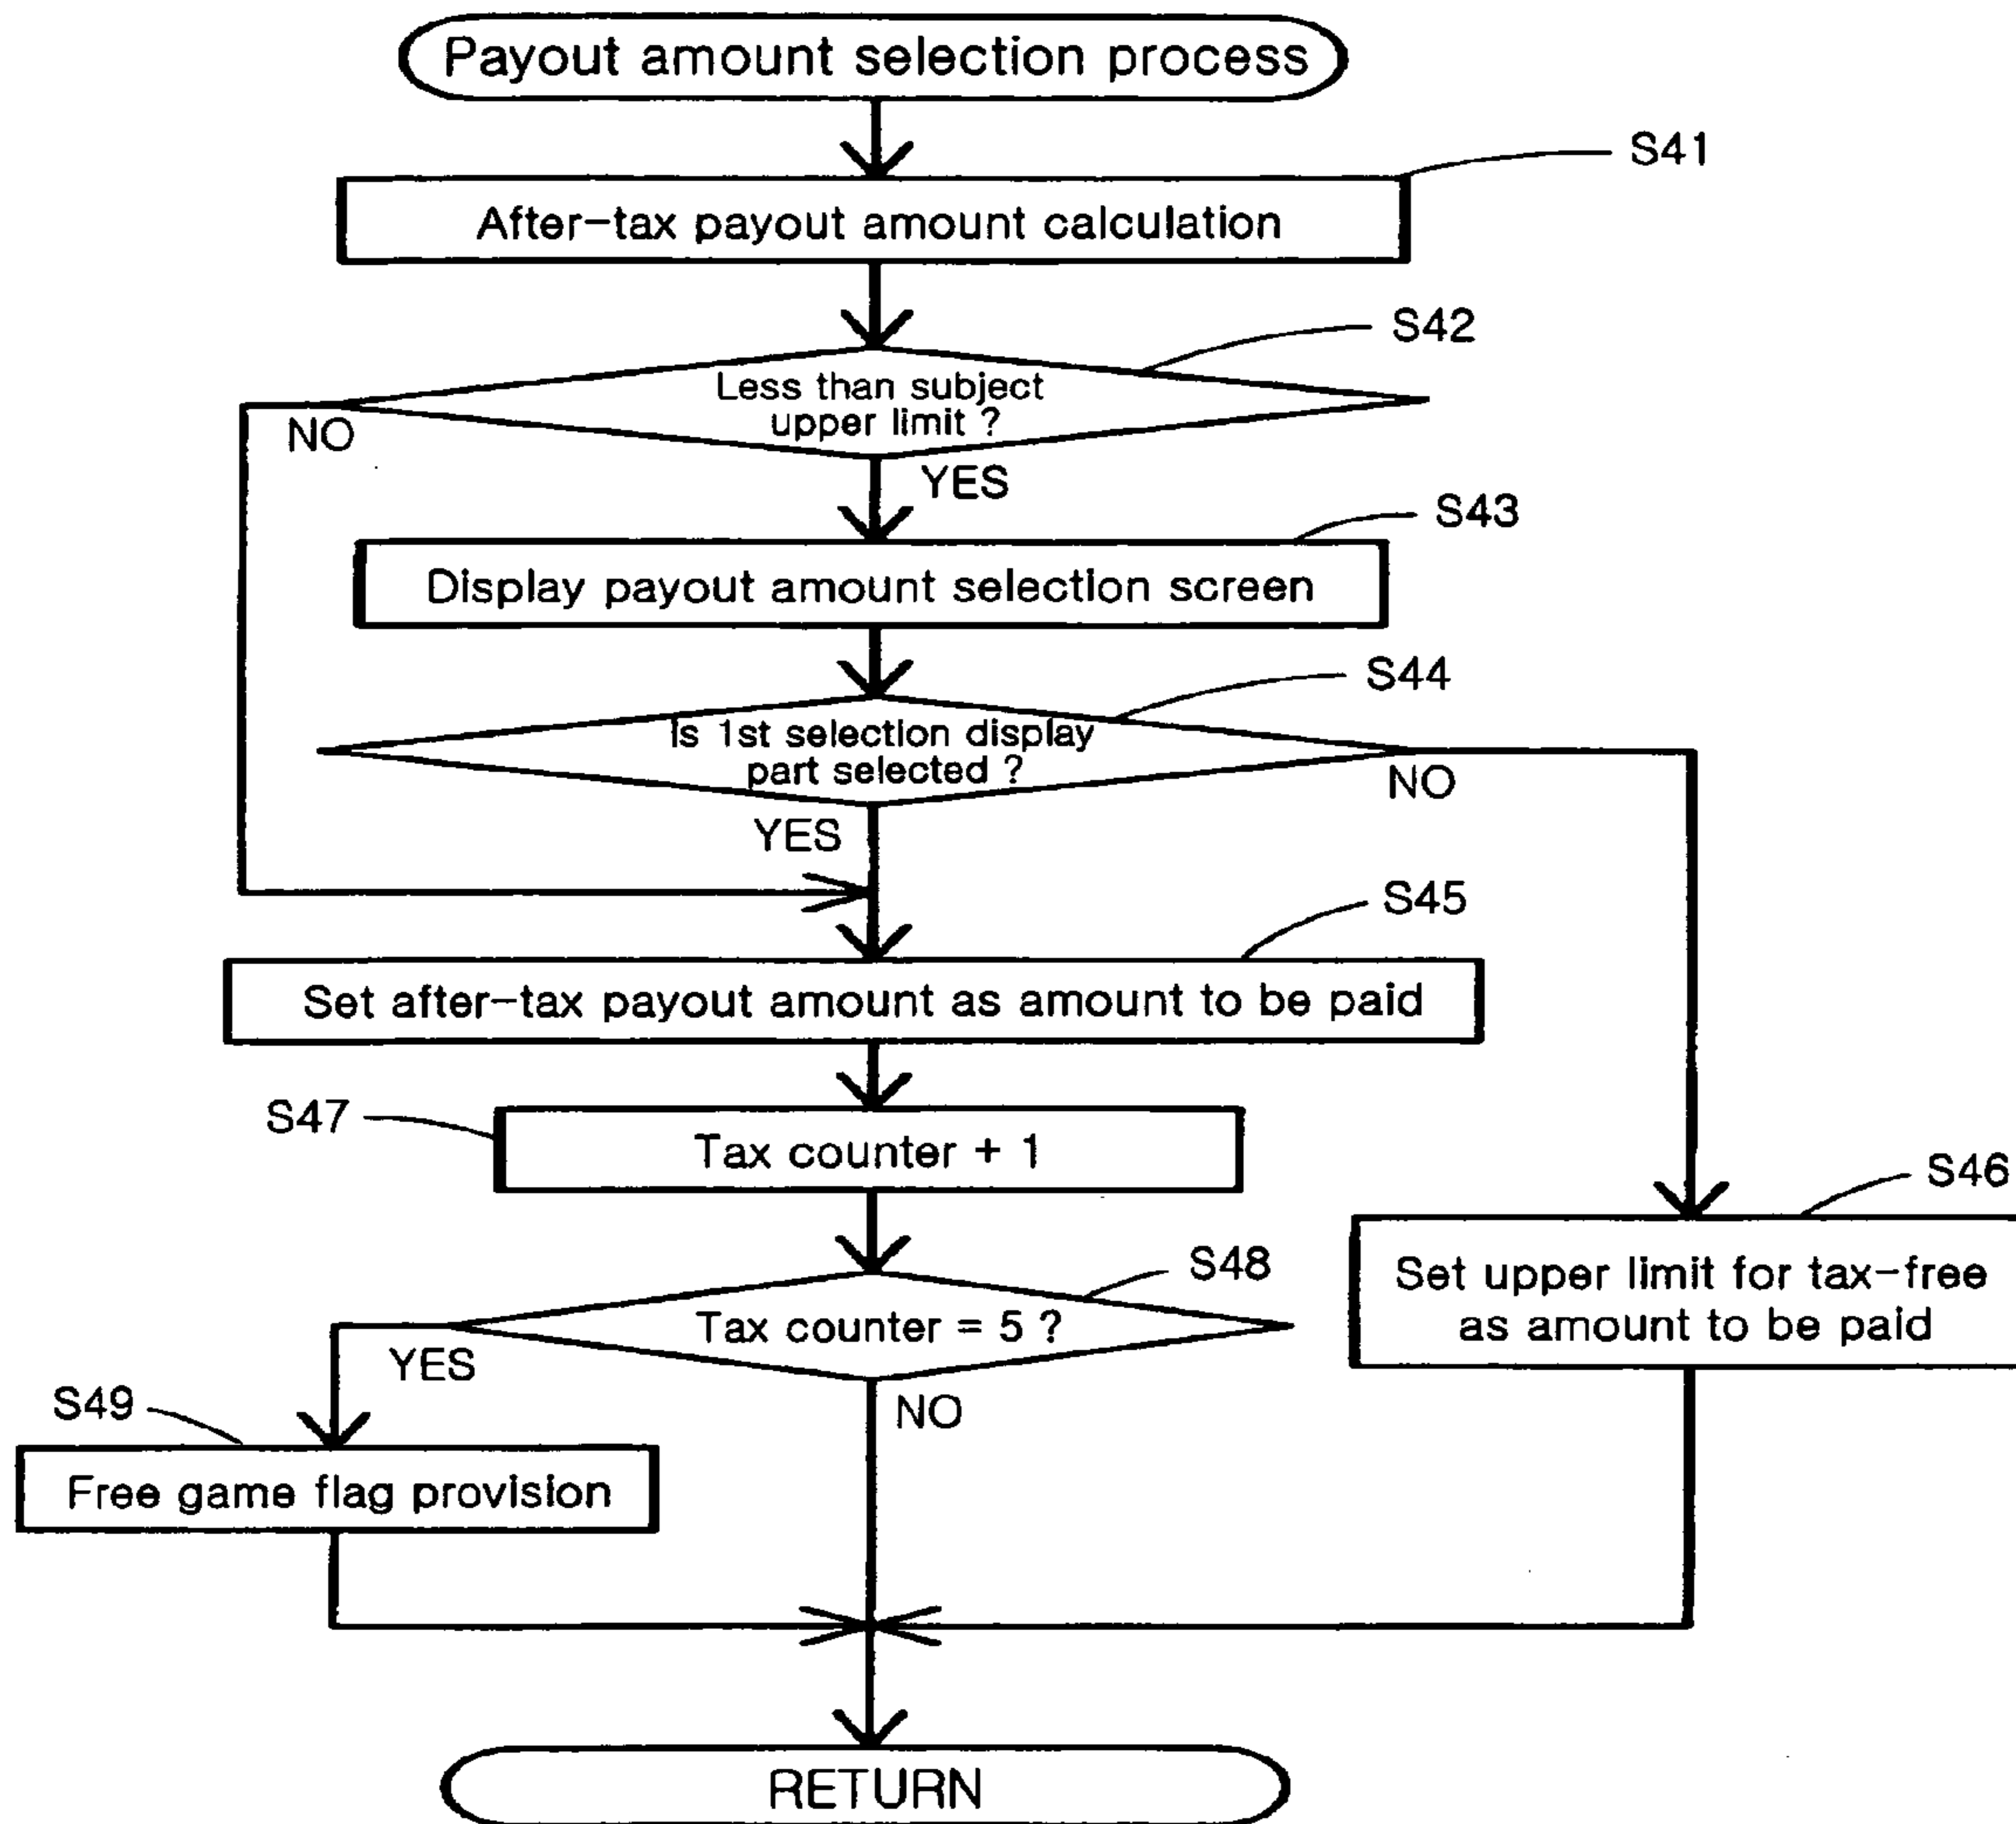 Payout amount selection process
S41
After-tax payout amount calculation
S42
Less than subject
upper limit ?
NO
YES
S43
Display payout amount selection screen
S44
Is 1st selection display
part selected ?
NO
YES
S45
Set after-tax payout amount as amount to be paid
S47
Tax counter + 1
S46
Set upper limit for tax-free
as amount to be paid
S48
Tax counter = 5 ?
YES
NO
S49
Free game flag provision
RETURN